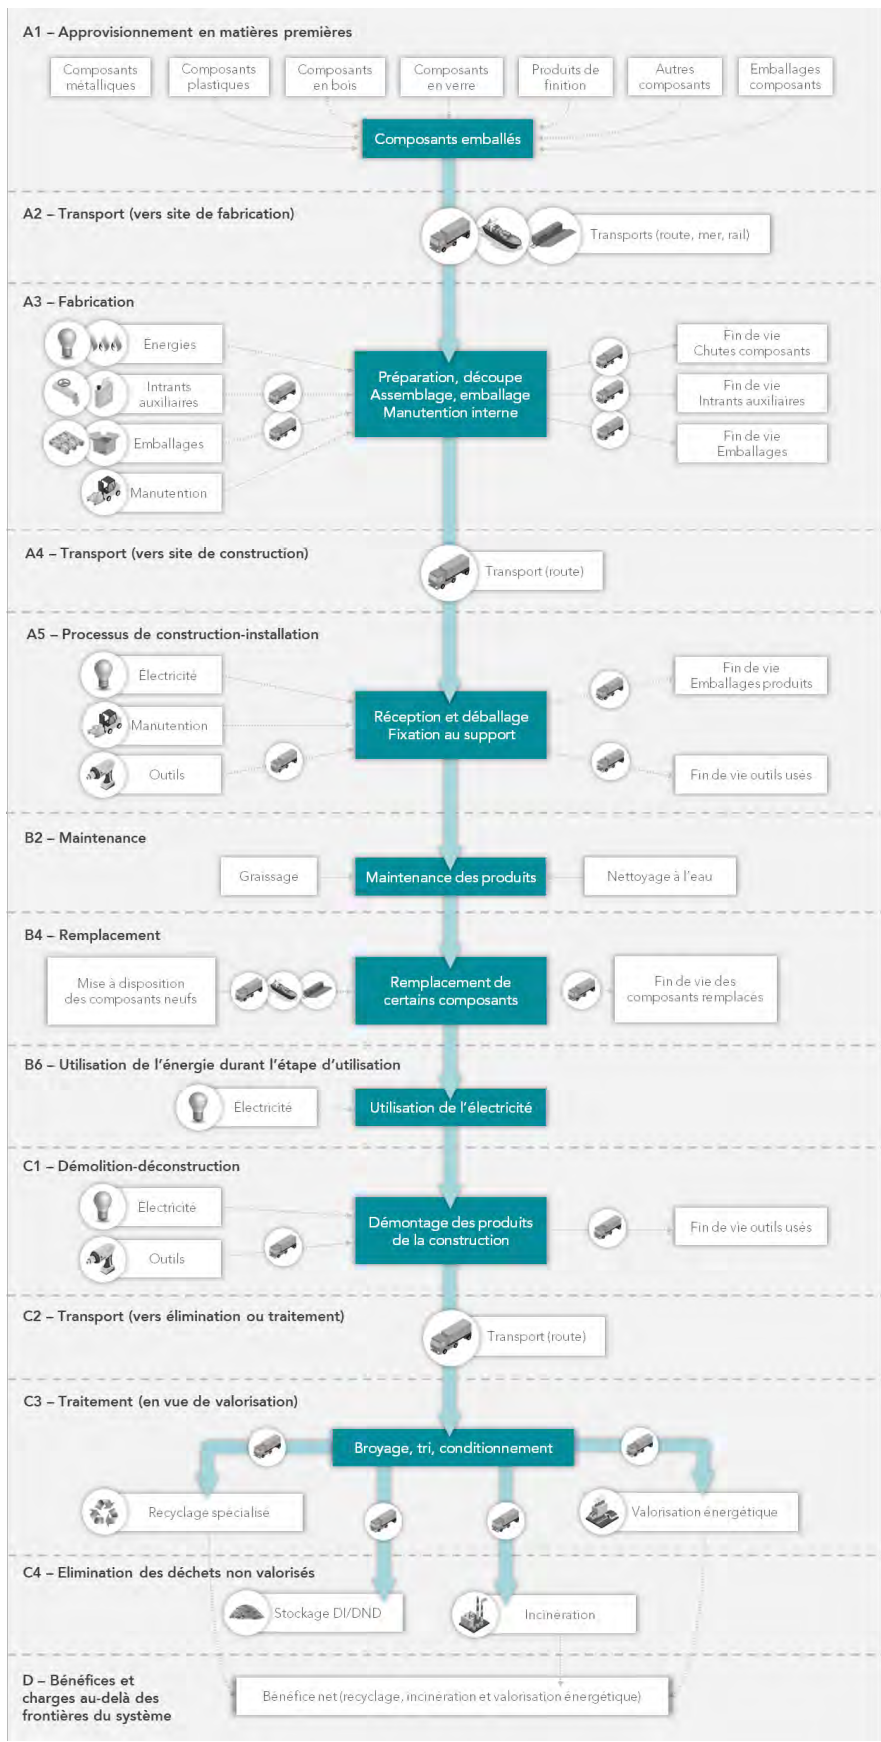 A1 – Approvisionnement en matières premières
Composants
métalliques
Composants
plastiques
Composants
en bois
Composants
en verre
Produits de
finition
Autres
composants
Emballages
composants
Composants emballés
A2 – Transport (vers site de fabrication)
Transports (route, mer, rail)
A3 – Fabrication
Énergies
Intrants
auxiliaires
Emballages
Manutention
Préparation, découpe
Assemblage, emballage
Manutention interne
Fin de vie
Chutes composants
Fin de vie
Intrants auxiliaires
Fin de vie
Emballages
A4 – Transport (vers site de construction)
Transport (route)
A5 – Processus de construction-installation
Électricité
Manutention
Outils
Réception et déballage
Fixation au support
Fin de vie
Emballages produits
Fin de vie outils usés
B2 – Maintenance
Graissage
Maintenance des produits
Nettoyage à l'eau
B4 – Remplacement
Mise à disposition
des composants neufs
Remplacement de
certains composants
Fin de vie des
composants remplacés
B6 – Utilisation de l'énergie durant l'étape d'utilisation
Électricité
Utilisation de l'électricité
C1 – Démolition-déconstruction
Électricité
Outils
Démontage des produits
de la construction
Fin de vie outils usés
C2 – Transport (vers élimination ou traitement)
Transport (route)
C3 – Traitement (en vue de valorisation)
Broyage, tri, conditionnement
Recyclage spécialisé
Valorisation énergétique
C4 – Elimination des déchets non valorisés
Stockage DI/DND
Incinération
D – Bénéfices et
charges au-delà des
frontières du système
Bénéfice net (recyclage, incinération et valorisation énergétique)